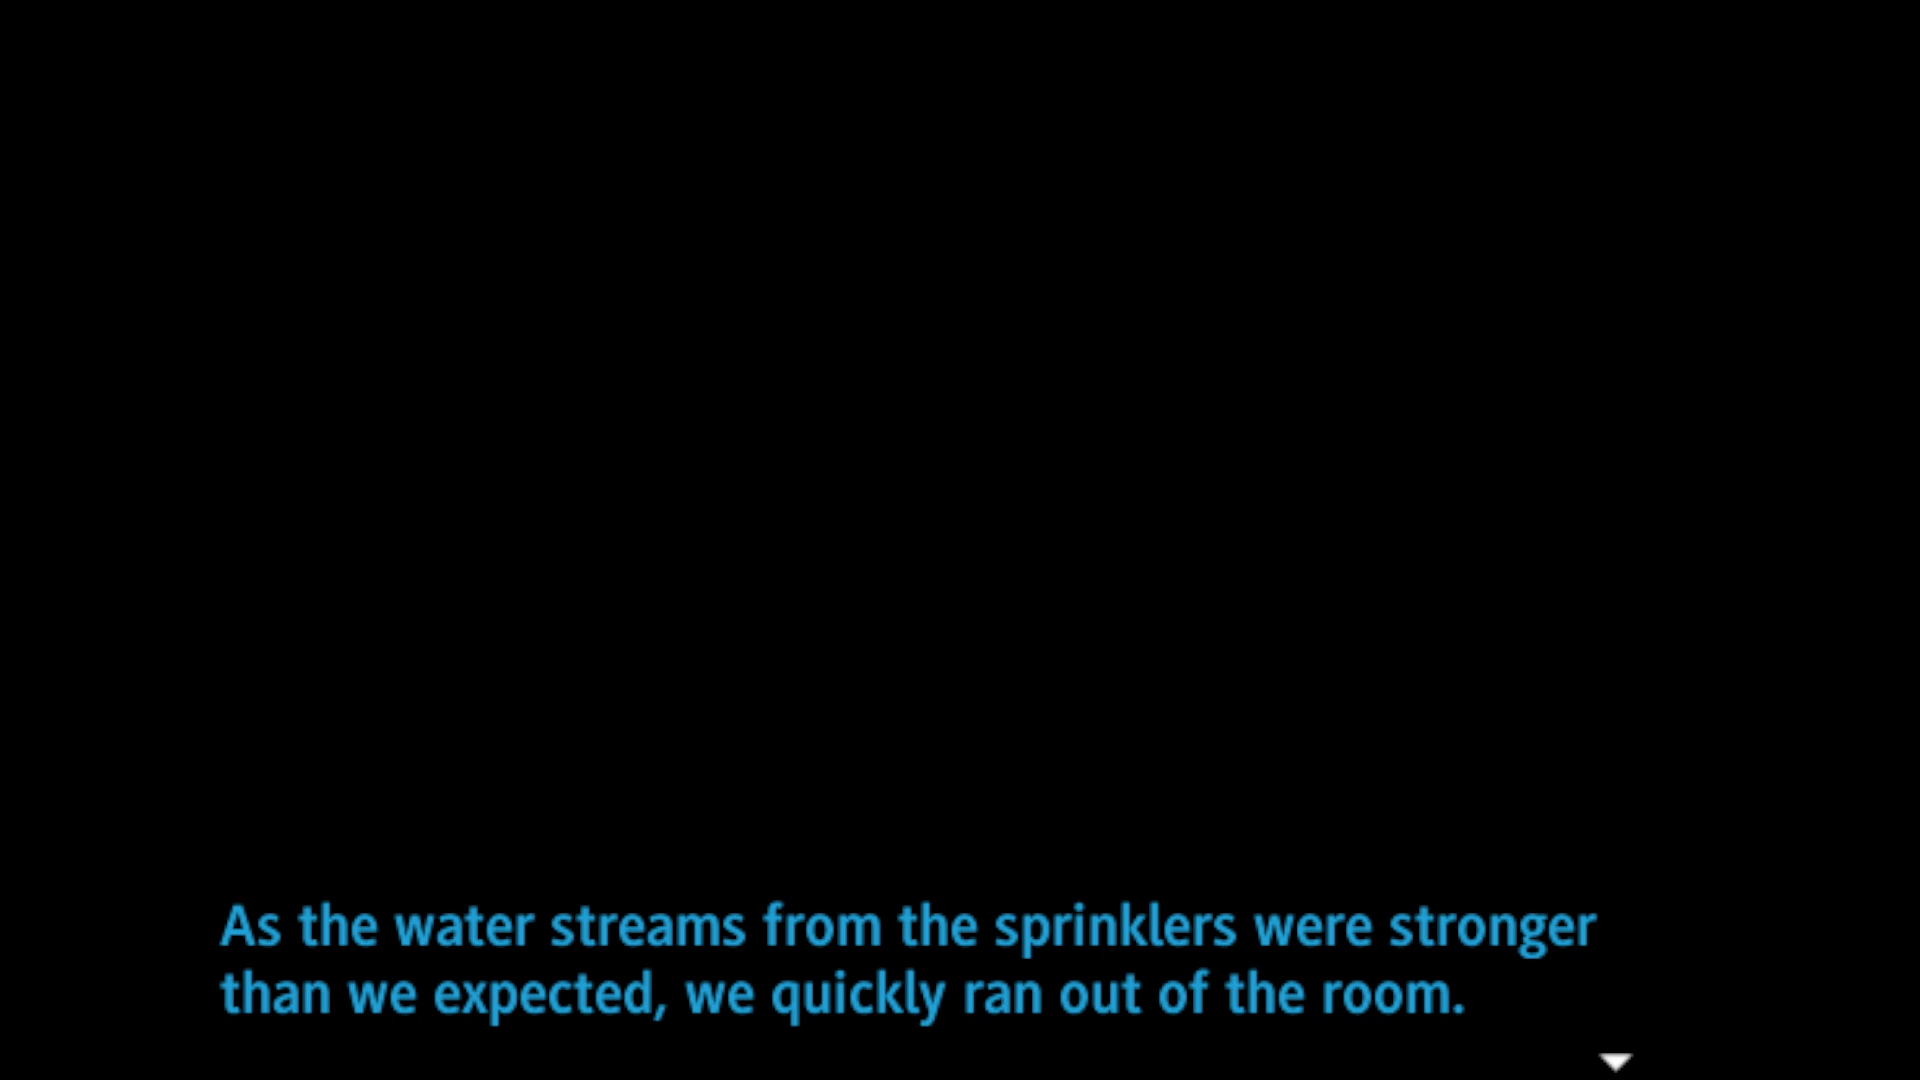 As the water streams from the sprinklers were stronger
than we expected, we quickly ran out of the room.